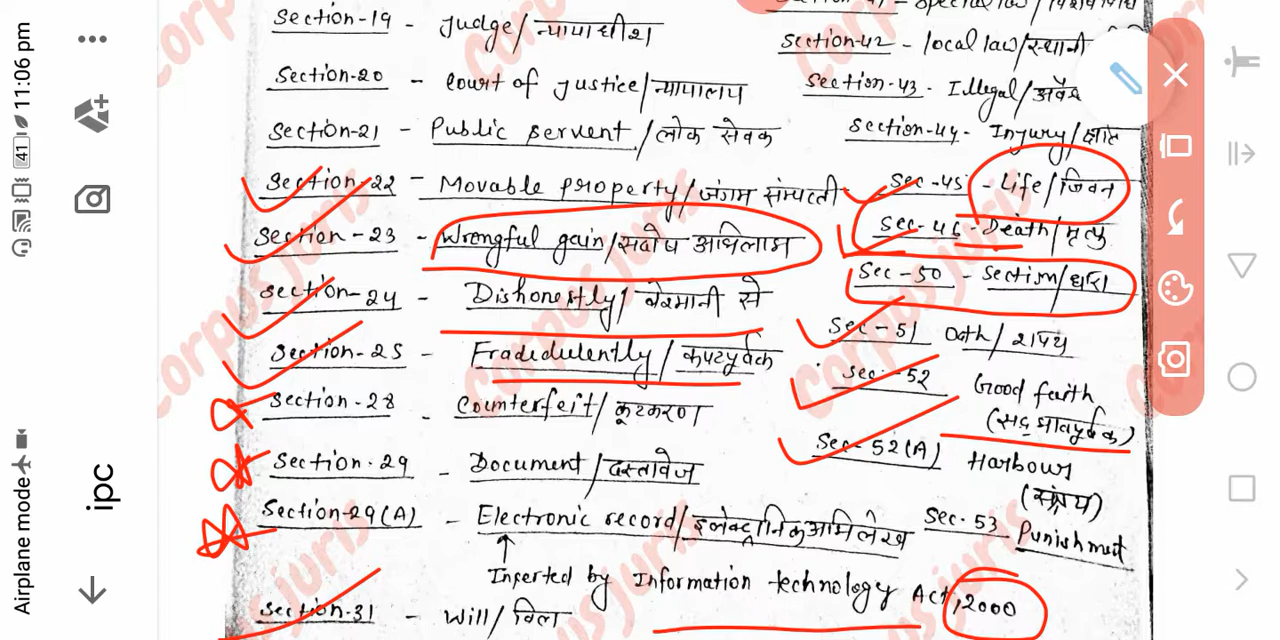 Section-19 - Judge/न्यायाधीश
Section-20 - court of justice/न्यायालय
Section-21 - Public servent/लोक सेवक
Section-22 - Movable property/जंगम संम्पत्ती
Section-23 - Wrongful gain/सदोष अभिलाभ
Section-24 - Dishonestly/बेईमानी से
Section-25 - Fradedulently/कपटपूर्वक
Section-28 - Counterfeit/कूटकरण
Section-29 - Document/दस्तावेज
Section-29(A) - Electronic record/इलेक्ट्रानिक अभिलेख
Inserted by Information technology Act, 2000
Section-31 - Will/विल
Section-42 - local law/स्थानी
Section-43 - Illegal/अवैध
Section-44 - Injury/क्षति
Sec-45 - Life/जिवन
Sec-46 - Death/मृत्यु
Sec-50 - Section/धारा
Sec-51 Oath/शपथ
Sec-52 Good faith
(सद्भावपूर्वक)
Sec-52(A) Harbour
(संश्रय)
Sec-53 Punishment
Corpus juris
Airplane mode 41 11:06 pm
ipc